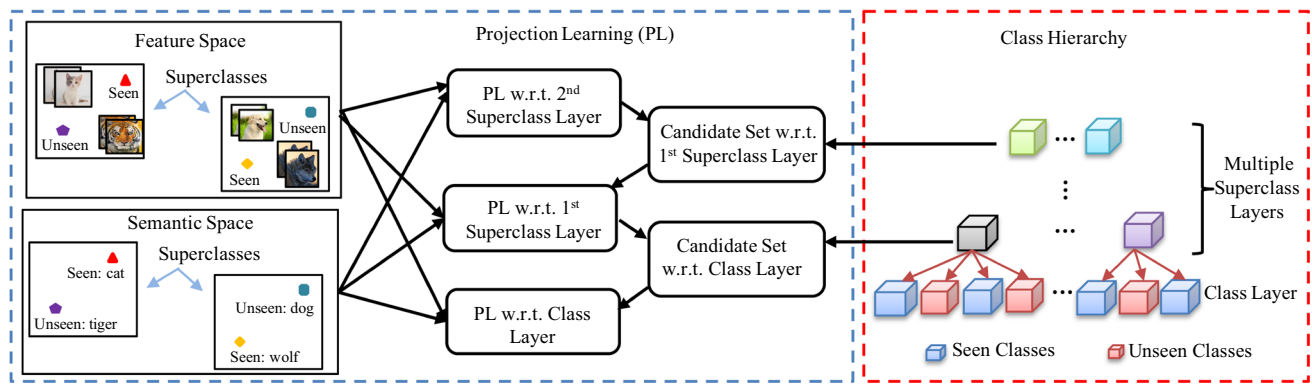 Feature Space
Superclasses
Seen
Unseen
Unseen
Seen
Semantic Space
Superclasses
Seen: cat
Unseen: tiger
Unseen: dog
Seen: wolf
Projection Learning (PL)
PL w.r.t. 2nd
Superclass Layer
Candidate Set w.r.t.
1st Superclass Layer
PL w.r.t. 1st
Superclass Layer
Candidate Set
w.r.t. Class Layer
PL w.r.t. Class
Layer
Class Hierarchy
Multiple
Superclass
Layers
Class Layer
Seen Classes
Unseen Classes